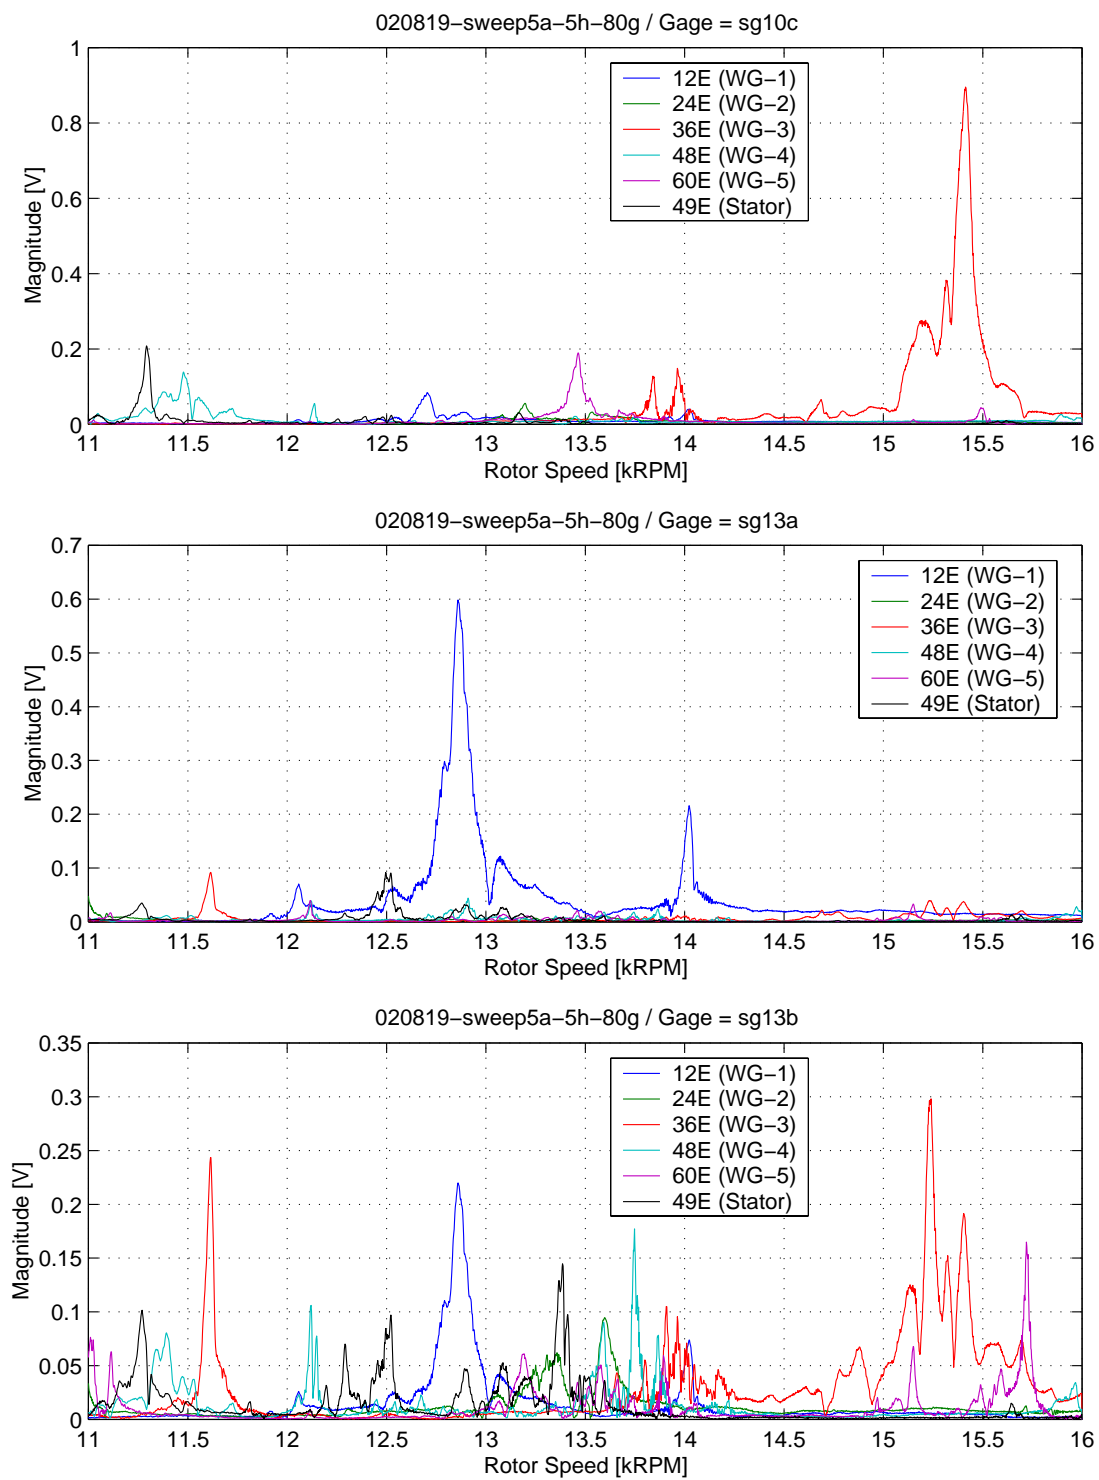 020819−sweep5a−5h−80g / Gage = sg10c
1
0.8
0.6
0.4
0.2
0
Magnitude [V]
12E (WG−1)
24E (WG−2)
36E (WG−3)
48E (WG−4)
60E (WG−5)
49E (Stator)
11 11.5 12 12.5 13 13.5 14 14.5 15 15.5 16
Rotor Speed [kRPM]
020819−sweep5a−5h−80g / Gage = sg13a
0.7
0.6
0.5
0.4
0.3
0.2
0.1
0
Magnitude [V]
12E (WG−1)
24E (WG−2)
36E (WG−3)
48E (WG−4)
60E (WG−5)
49E (Stator)
11 11.5 12 12.5 13 13.5 14 14.5 15 15.5 16
Rotor Speed [kRPM]
020819−sweep5a−5h−80g / Gage = sg13b
0.35
0.3
0.25
0.2
0.15
0.1
0.05
0
Magnitude [V]
12E (WG−1)
24E (WG−2)
36E (WG−3)
48E (WG−4)
60E (WG−5)
49E (Stator)
11 11.5 12 12.5 13 13.5 14 14.5 15 15.5 16
Rotor Speed [kRPM]